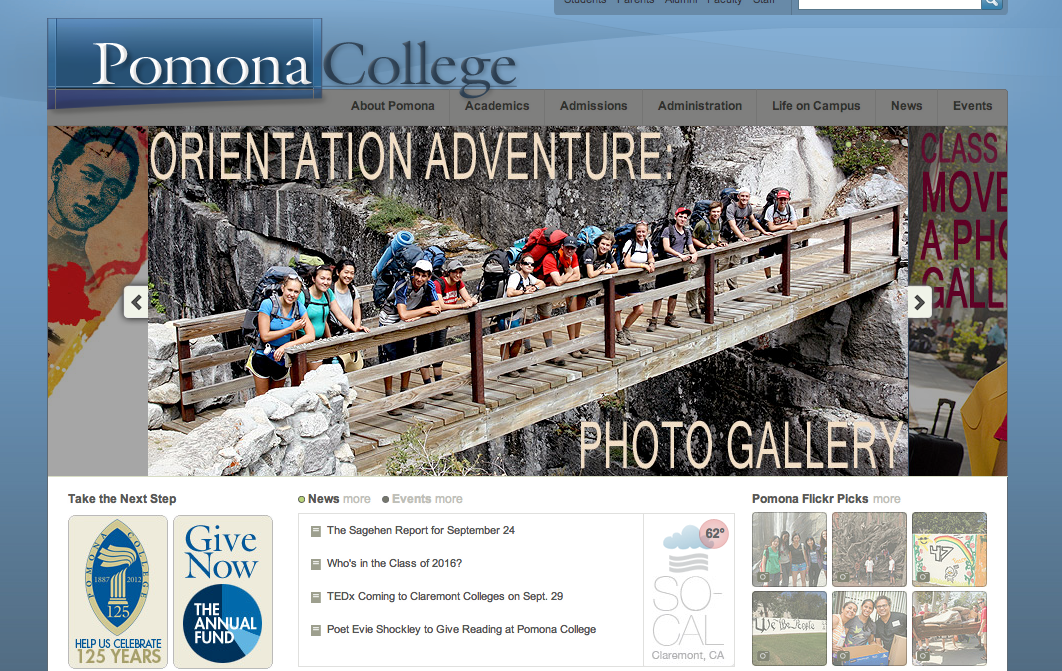 Students Parents Alumni Faculty Staff
Pomona College
About Pomona Academics Admissions Administration Life on Campus News Events
ORIENTATION ADVENTURE:
PHOTO GALLERY
CLASS
MOVE
A PHO
GALL
Take the Next Step
POMONA COLLEGE
1887 2012
125
HELP US CELEBRATE
125 YEARS
Give
Now
THE
ANNUAL
FUND
News more Events more
The Sagehen Report for September 24
Who's in the Class of 2016?
TEDx Coming to Claremont Colleges on Sept. 29
Poet Evie Shockley to Give Reading at Pomona College
62°
SO-
CAL
Claremont, CA
Pomona Flickr Picks more
47
We the People